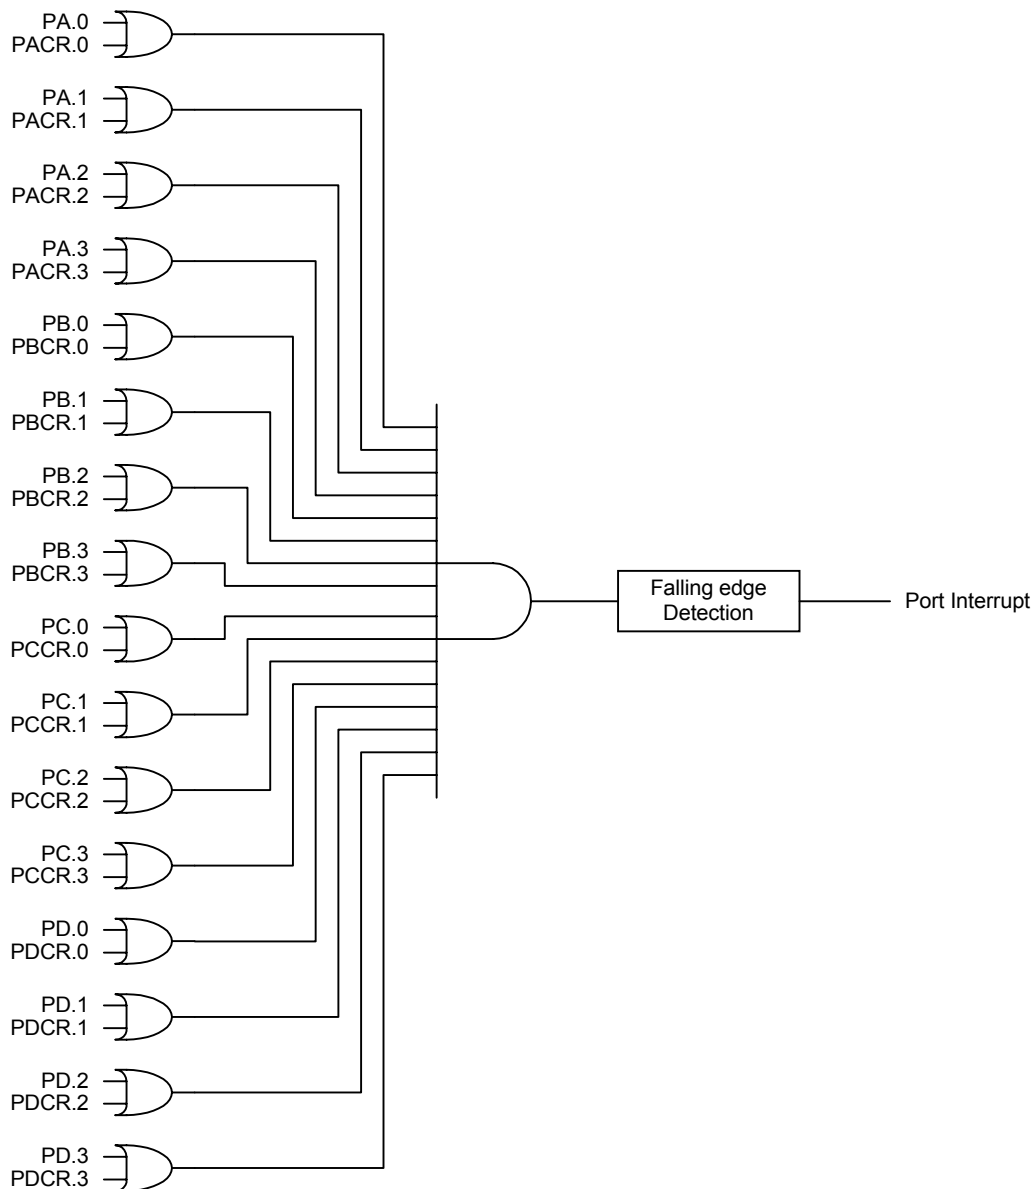 PA.0
PACR.0
PA.1
PACR.1
PA.2
PACR.2
PA.3
PACR.3
PB.0
PBCR.0
PB.1
PBCR.1
PB.2
PBCR.2
PB.3
PBCR.3
PC.0
PCCR.0
PC.1
PCCR.1
PC.2
PCCR.2
PC.3
PCCR.3
PD.0
PDCR.0
PD.1
PDCR.1
PD.2
PDCR.2
PD.3
PDCR.3
Falling edge
Detection
Port Interrupt